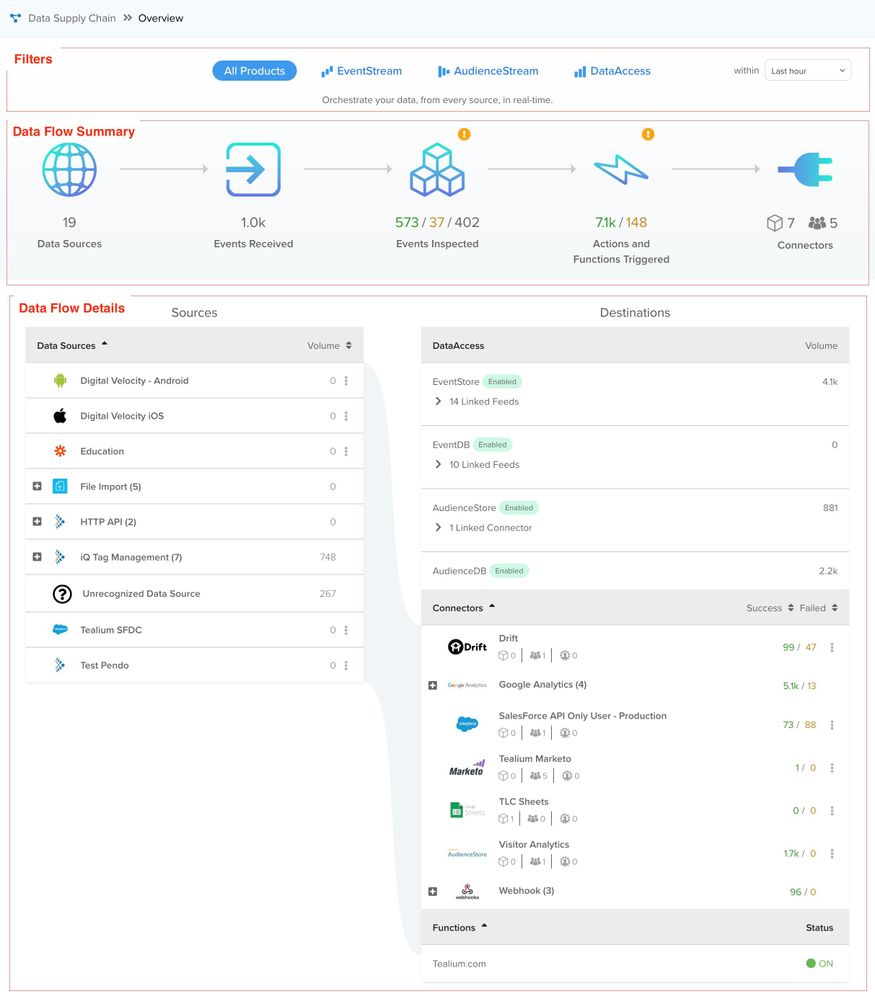 Data Supply Chain >> Overview
Filters
All Products EventStream AudienceStream DataAccess within Last hour
Orchestrate your data, from every source, in real-time.
Data Flow Summary
! !
19 1.0k 573 / 37 / 402 7.1k / 148 7 5
Data Sources Events Received Events Inspected Actions and Functions Triggered Connectors
Data Flow Details
Sources
Data Sources Volume
Digital Velocity - Android 0
Digital Velocity iOS 0
Education 0
File Import (5) 0
HTTP API (2) 0
iQ Tag Management (7) 748
? Unrecognized Data Source 267
salesforce Tealium SFDC 0
Test Pendo 0
Destinations
DataAccess Volume
EventStore Enabled 4.1k
> 14 Linked Feeds
EventDB Enabled 0
> 10 Linked Feeds
AudienceStore Enabled 881
> 1 Linked Connector
AudienceDB Enabled 2.2k
Connectors Success Failed
Drift Drift 99 / 47
0 | 1 | 0
Google Analytics Google Analytics (4) 5.1k / 13
salesforce SalesForce API Only User - Production 73 / 88
0 | 1 | 0
Marketo Tealium Marketo 1 / 0
0 | 5 | 0
Google Sheets TLC Sheets 0 / 0
1 | 0 | 0
AudienceStore Visitor Analytics 1.7k / 0
0 | 1 | 0
webhooks Webhook (3) 96 / 0
Functions Status
Tealium.com ON